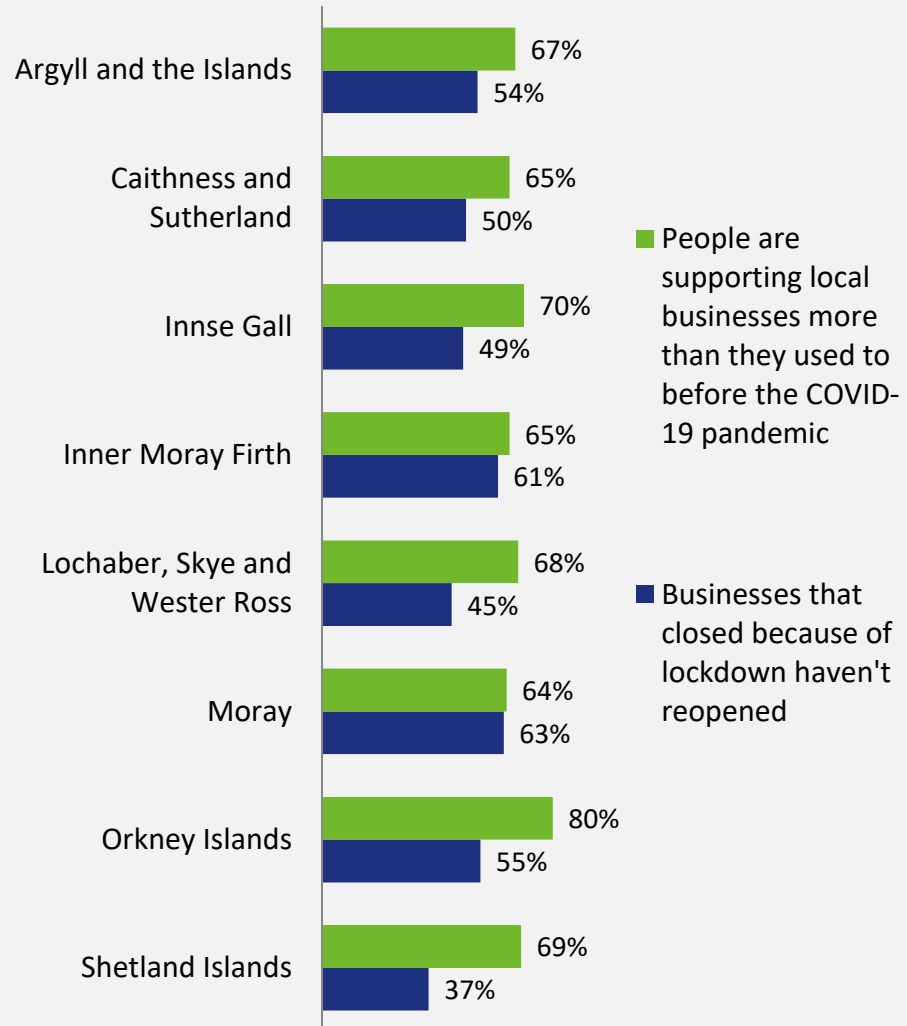 Argyll and the Islands
67%
54%
Caithness and
Sutherland
65%
50%
Innse Gall
70%
49%
Inner Moray Firth
65%
61%
Lochaber, Skye and
Wester Ross
68%
45%
Moray
64%
63%
Orkney Islands
80%
55%
Shetland Islands
69%
37%
People are
supporting local
businesses more
than they used to
before the COVID-
19 pandemic
Businesses that
closed because of
lockdown haven't
reopened